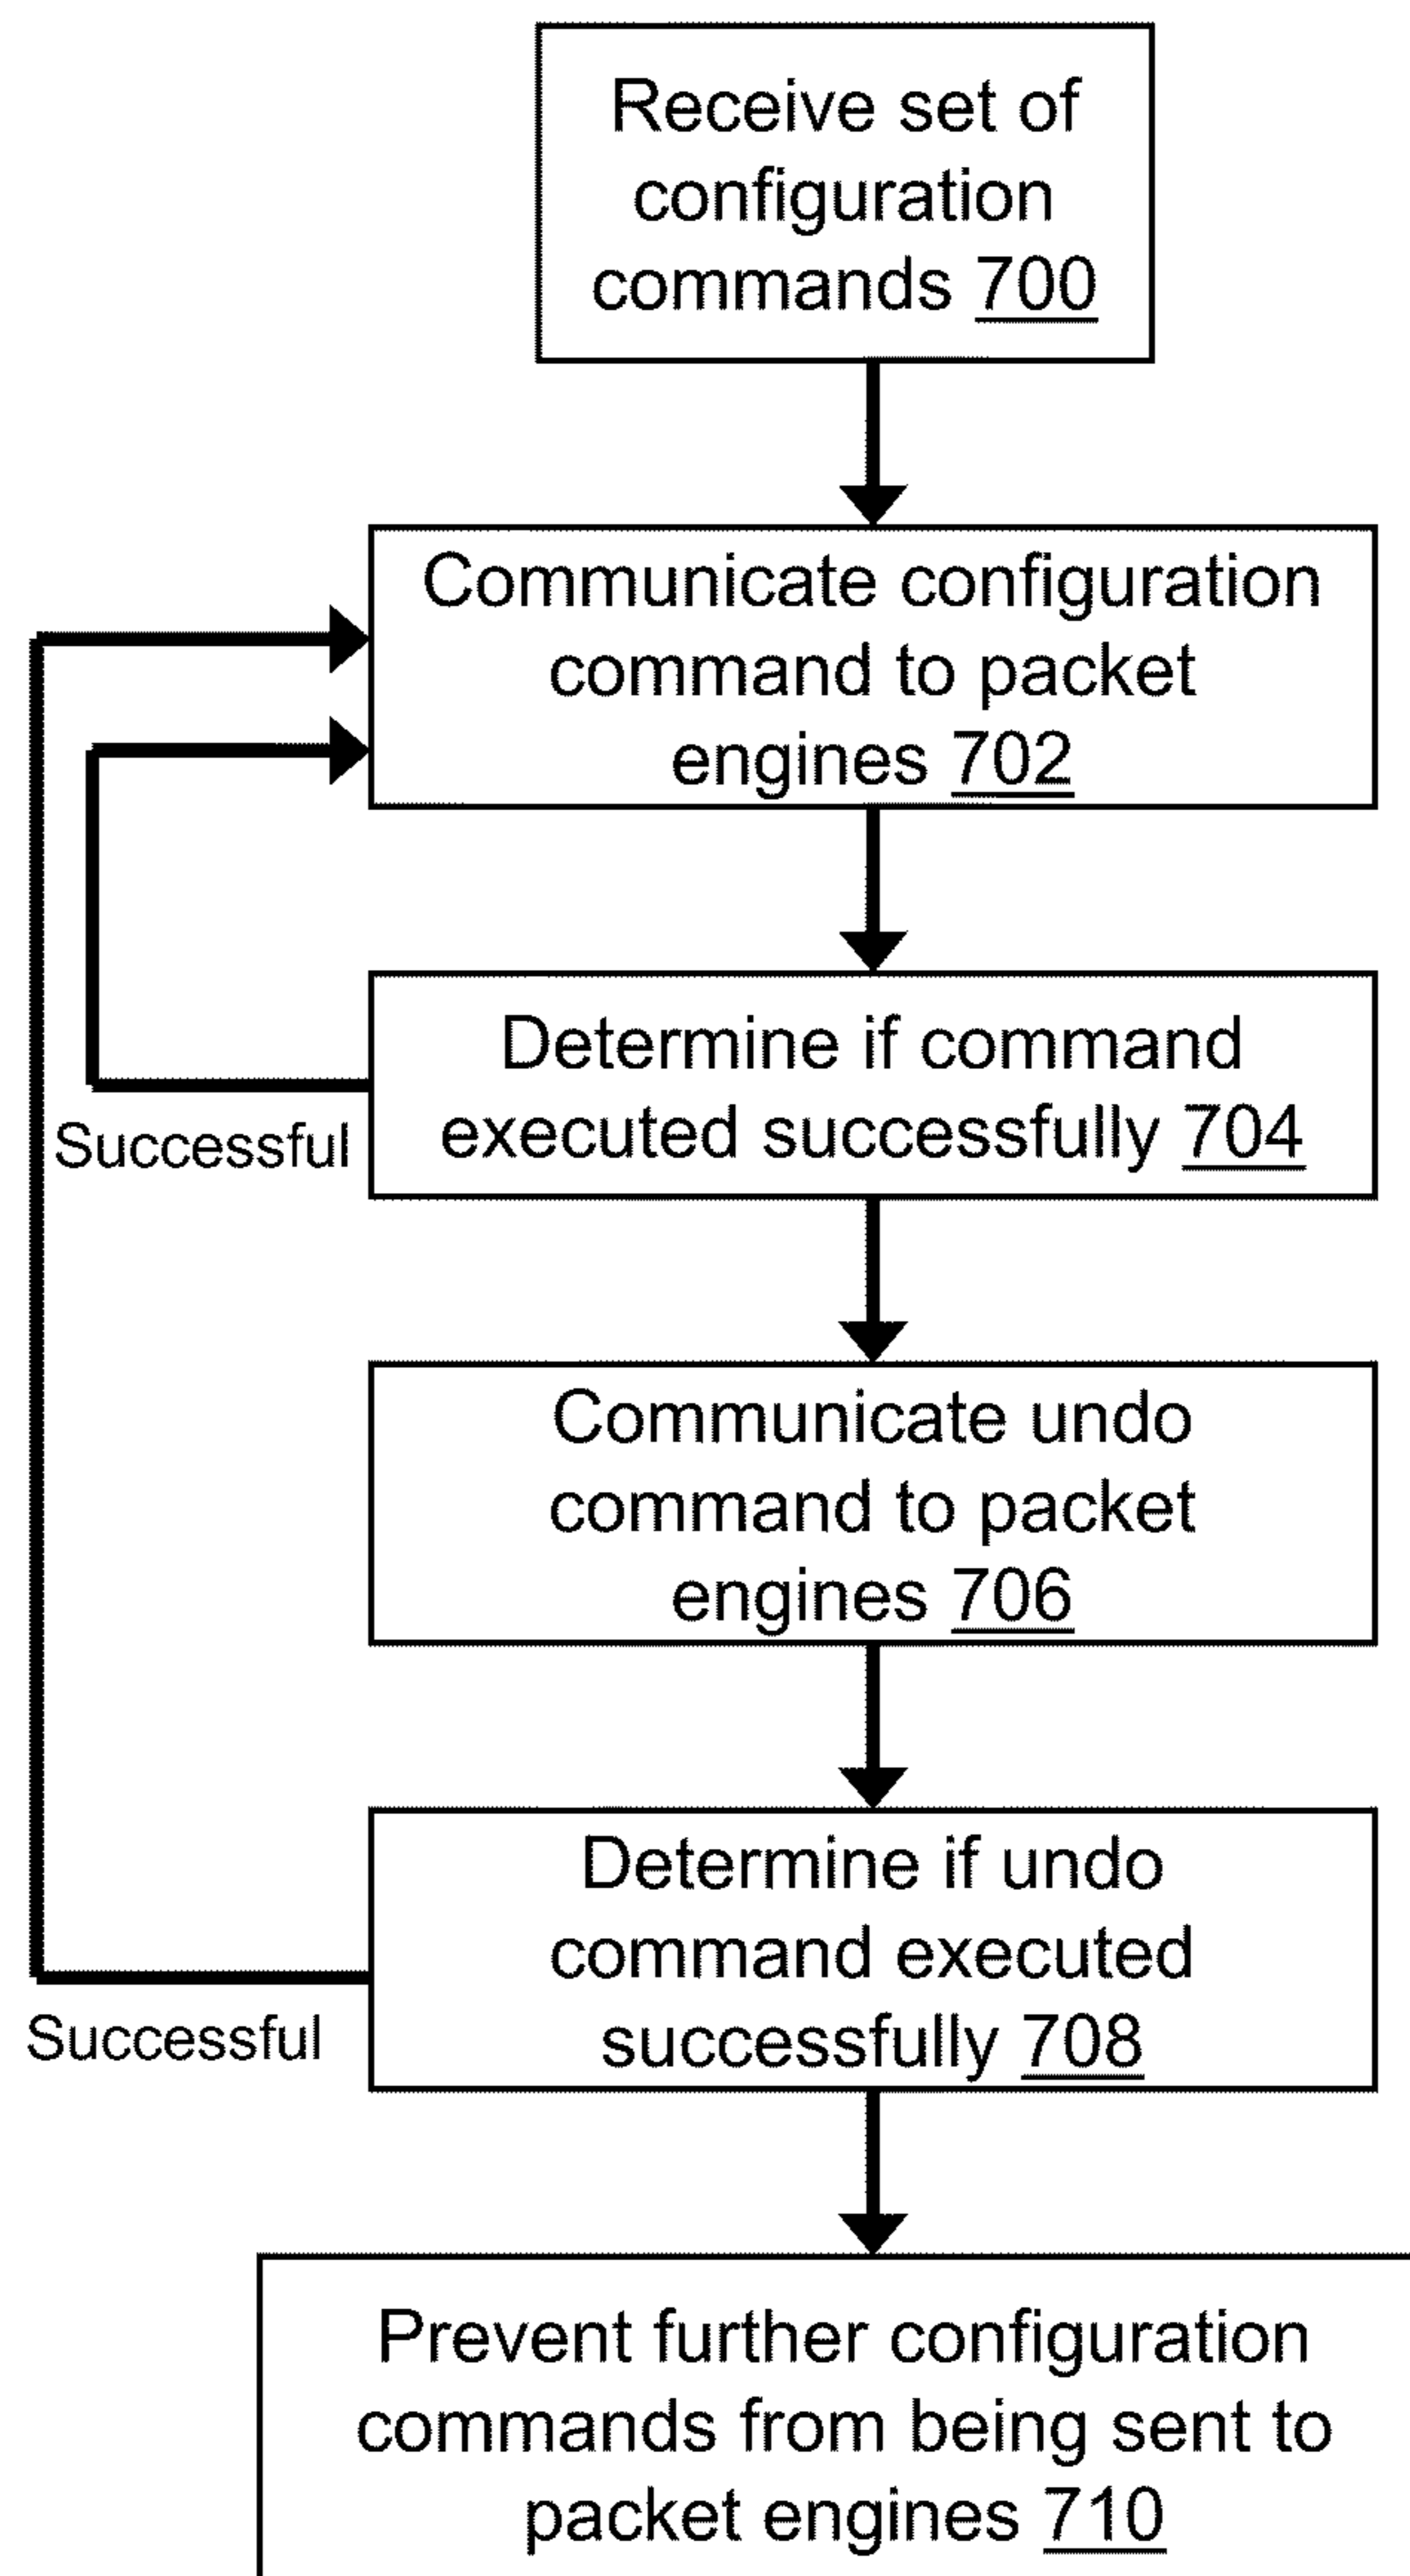 Receive set of
configuration
commands 700
Communicate configuration
command to packet
engines 702
Determine if command
executed successfully 704
Successful
Communicate undo
command to packet
engines 706
Determine if undo
command executed
successfully 708
Successful
Prevent further configuration
commands from being sent to
packet engines 710